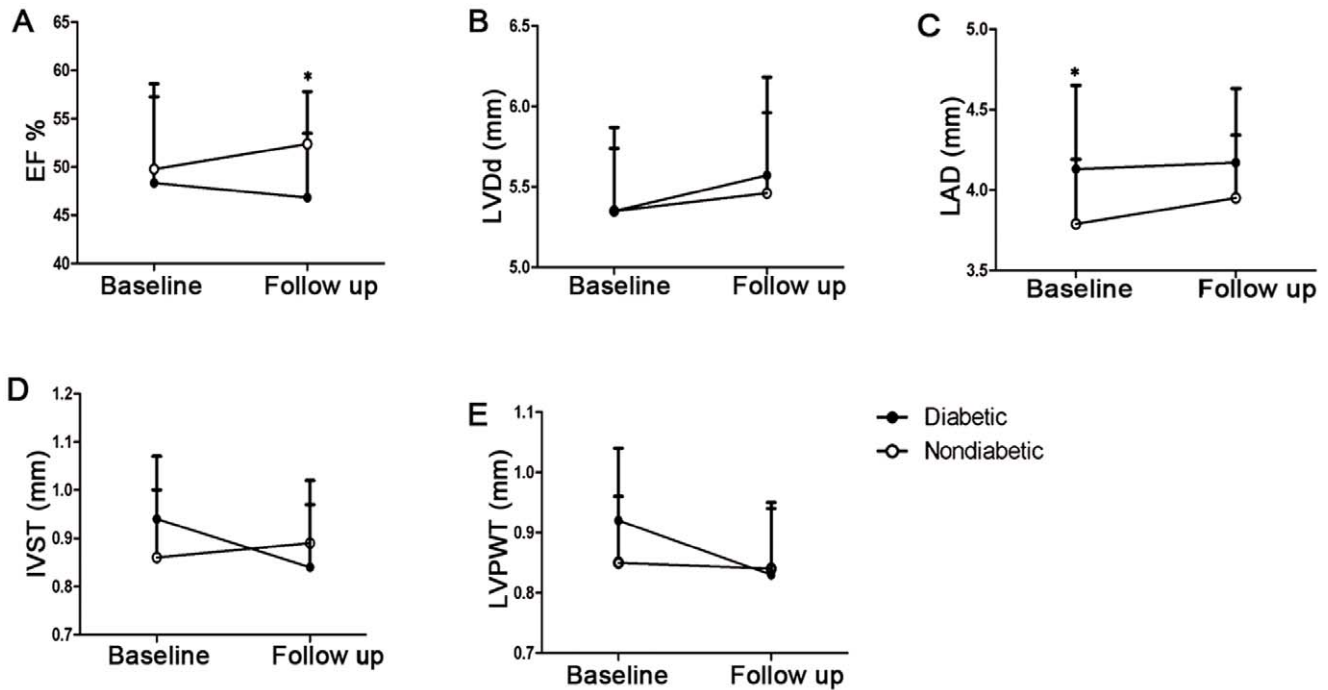 A
EF %
65
60
55
50
45
40
*
Baseline Follow up
B
LVDd (mm)
6.5
6.0
5.5
5.0
Baseline Follow up
C
LAD (mm)
5.0
4.5
4.0
3.5
*
Baseline Follow up
D
IVST (mm)
1.2
1.1
1.0
0.9
0.8
0.7
Baseline Follow up
E
LVPWT (mm)
1.1
1.0
0.9
0.8
0.7
Baseline Follow up
Diabetic
Nondiabetic